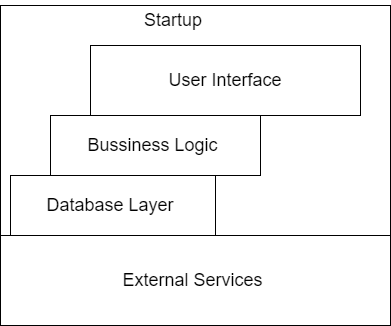 Startup
User Interface
Bussiness Logic
Database Layer
External Services